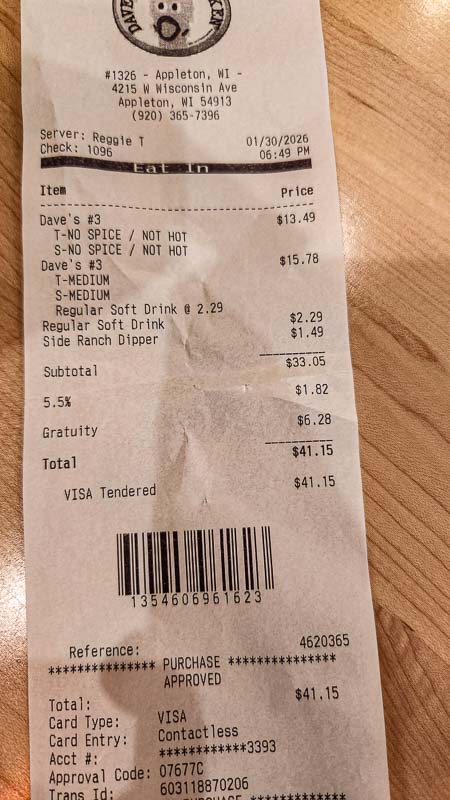 DAVE
KEN
#1326 - Appleton, WI -
4215 W Wisconsin Ave
Appleton, WI 54913
(920) 365-7396
Server: Reggie T 01/30/2026
Check: 1096 06:49 PM
Eat In
Item Price
Dave's #3 $13.49
T-NO SPICE / NOT HOT
S-NO SPICE / NOT HOT
Dave's #3 $15.78
T-MEDIUM
S-MEDIUM
Regular Soft Drink @ 2.29
Regular Soft Drink $2.29
Side Ranch Dipper $1.49
Subtotal $33.05
5.5% $1.82
Gratuity $6.28
Total $41.15
VISA Tendered $41.15
1354606961623
Reference: 4620365
*************** PURCHASE ***************
APPROVED
Total: $41.15
Card Type: VISA
Card Entry: Contactless
Acct #: ************3393
Approval Code: 07677C
Trans Id: 603118870206